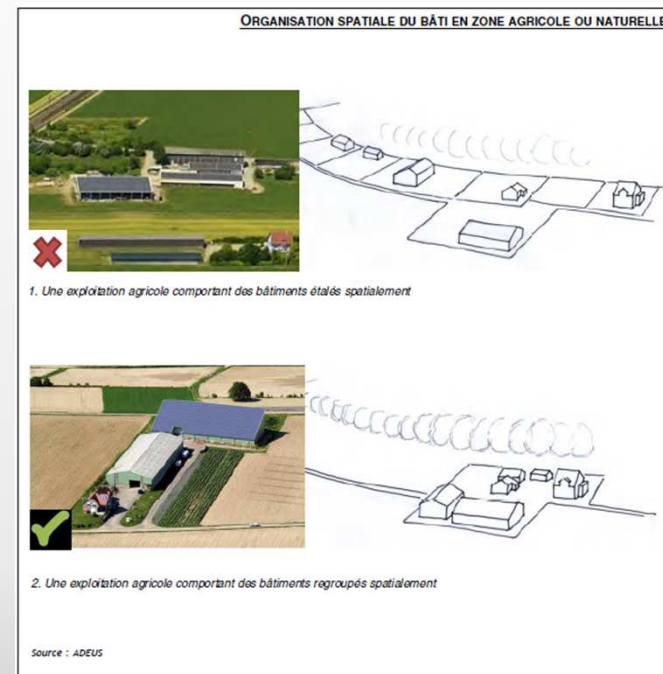 ORGANISATION SPATIALE DU BÂTI EN ZONE AGRICOLE OU NATURELLE
1. Une exploitation agricole comportant des bâtiments étalés spatialement
2. Une exploitation agricole comportant des bâtiments regroupés spatialement
Source : ADEUS